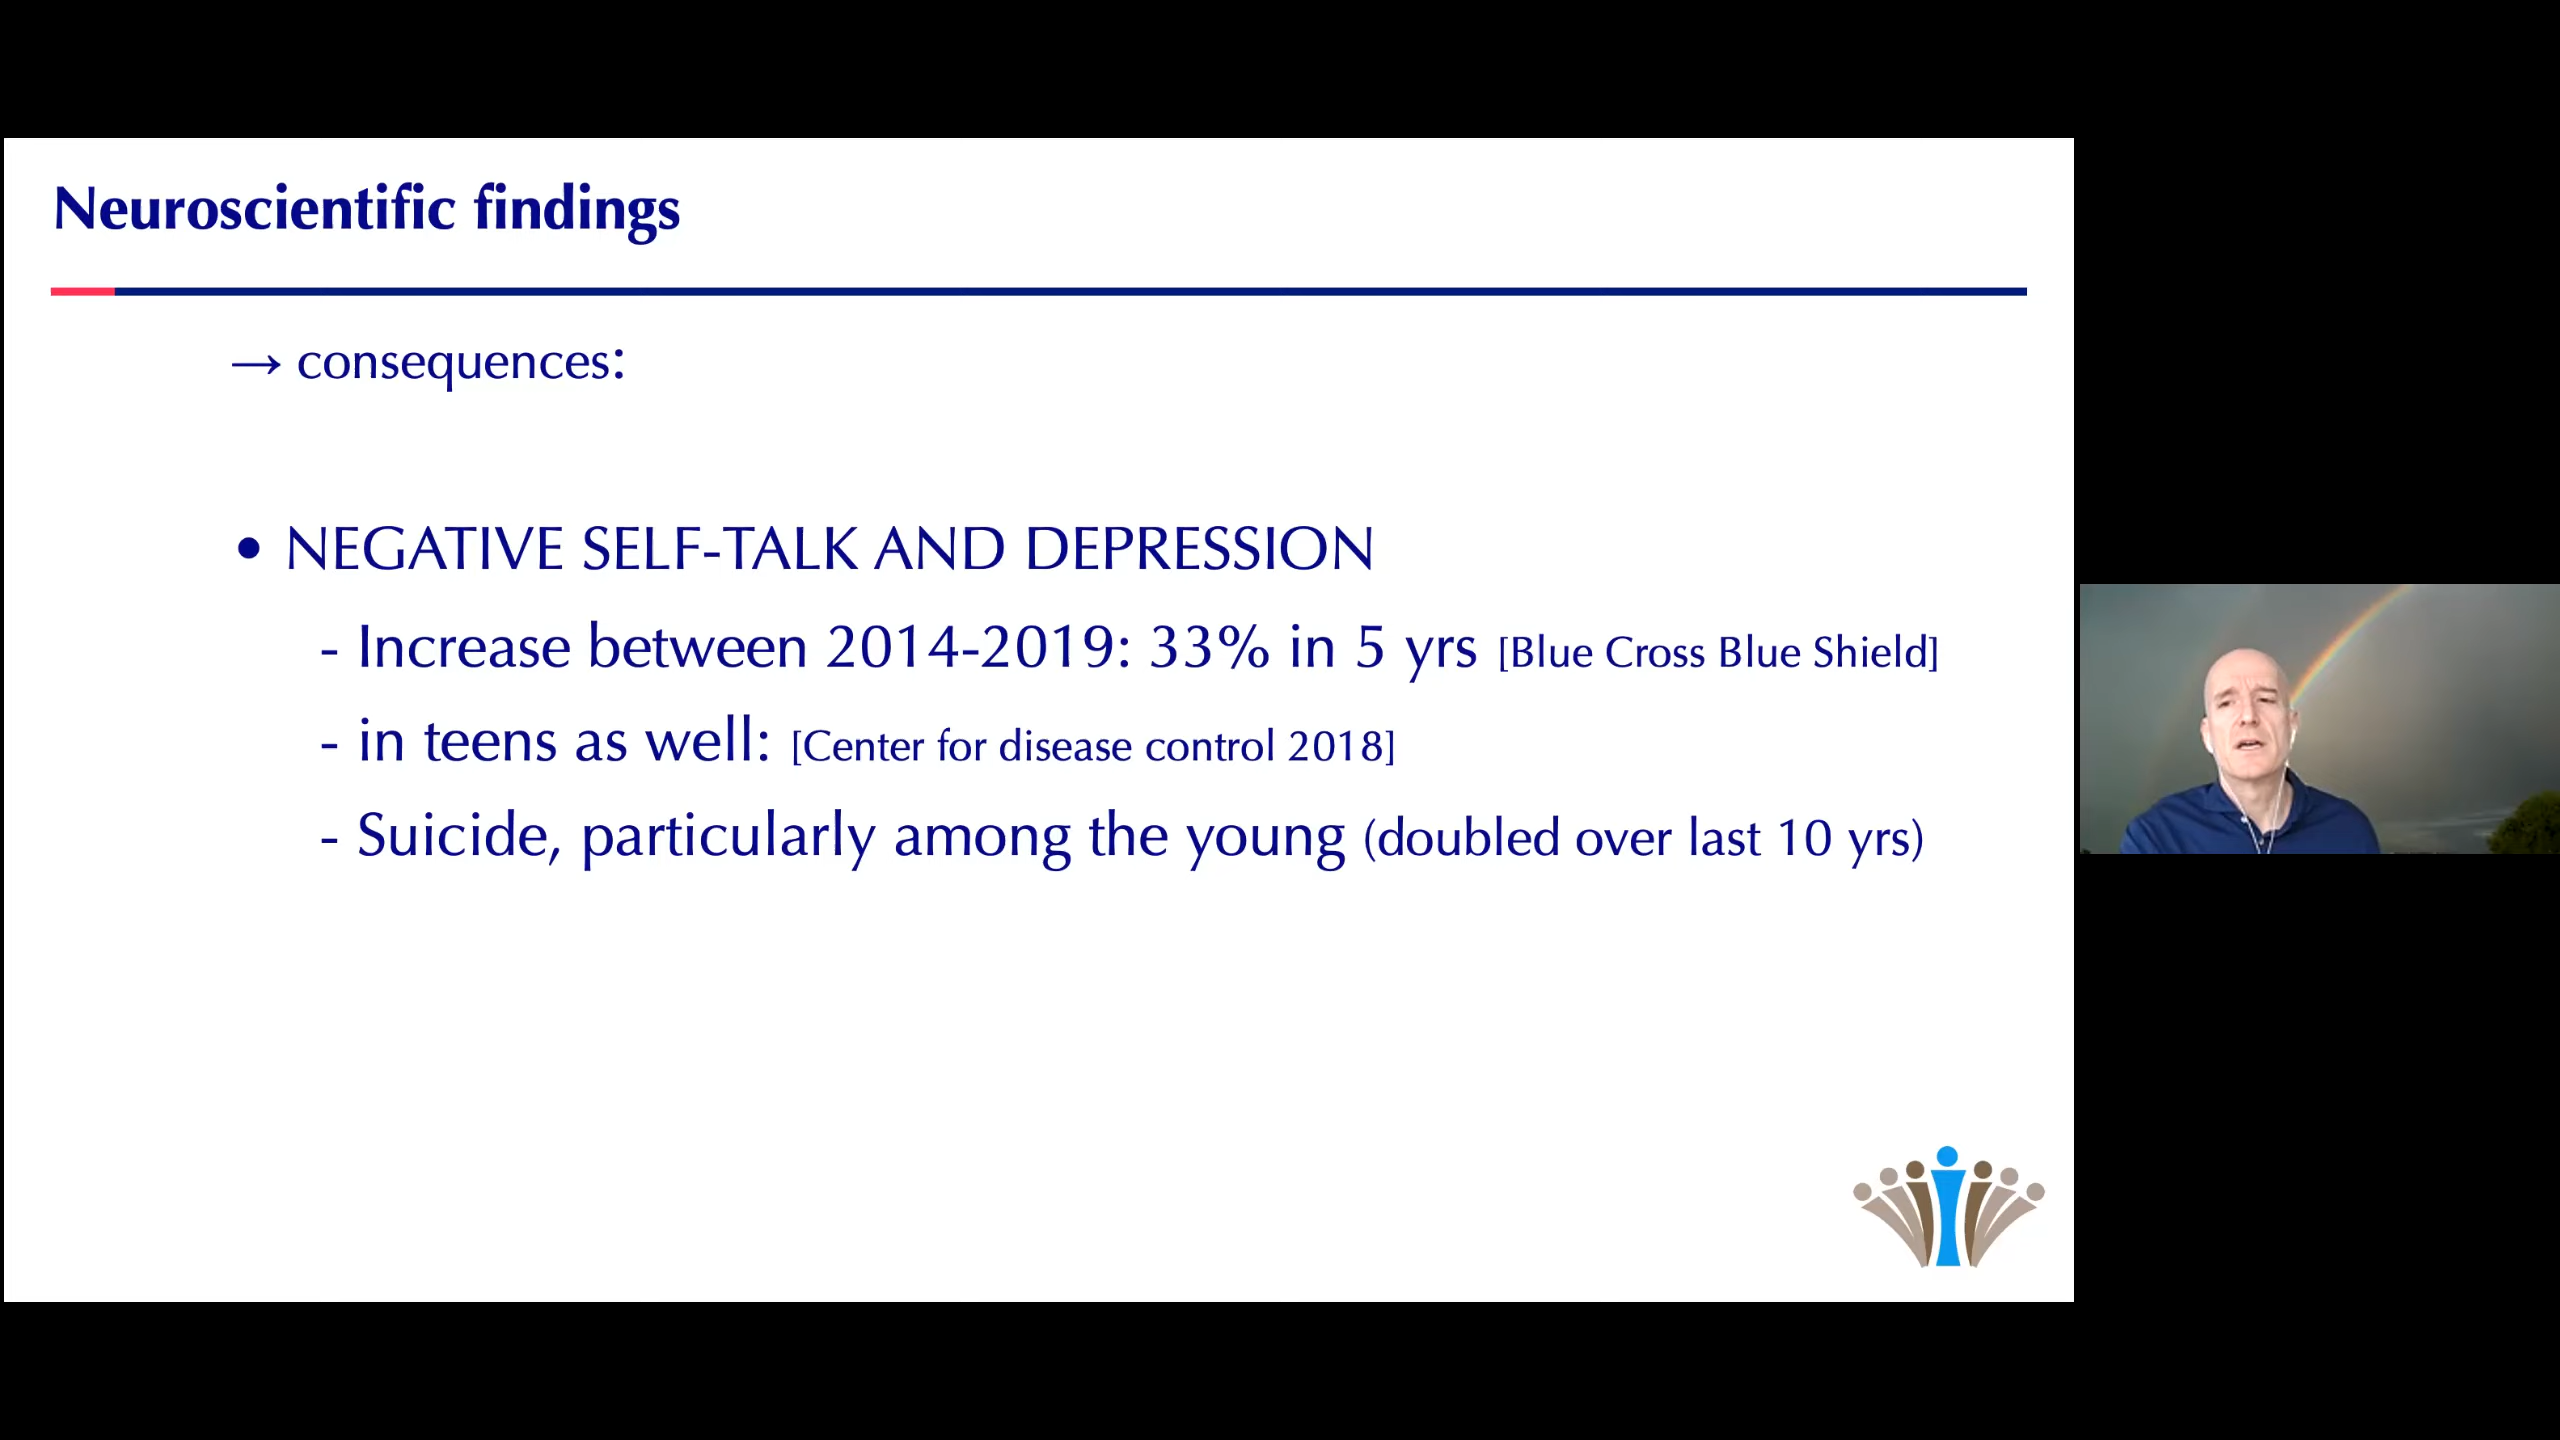 Neuroscientific findings
→ consequences:
• NEGATIVE SELF-TALK AND DEPRESSION
- Increase between 2014-2019: 33% in 5 yrs [Blue Cross Blue Shield]
- in teens as well: [Center for disease control 2018]
- Suicide, particularly among the young (doubled over last 10 yrs)